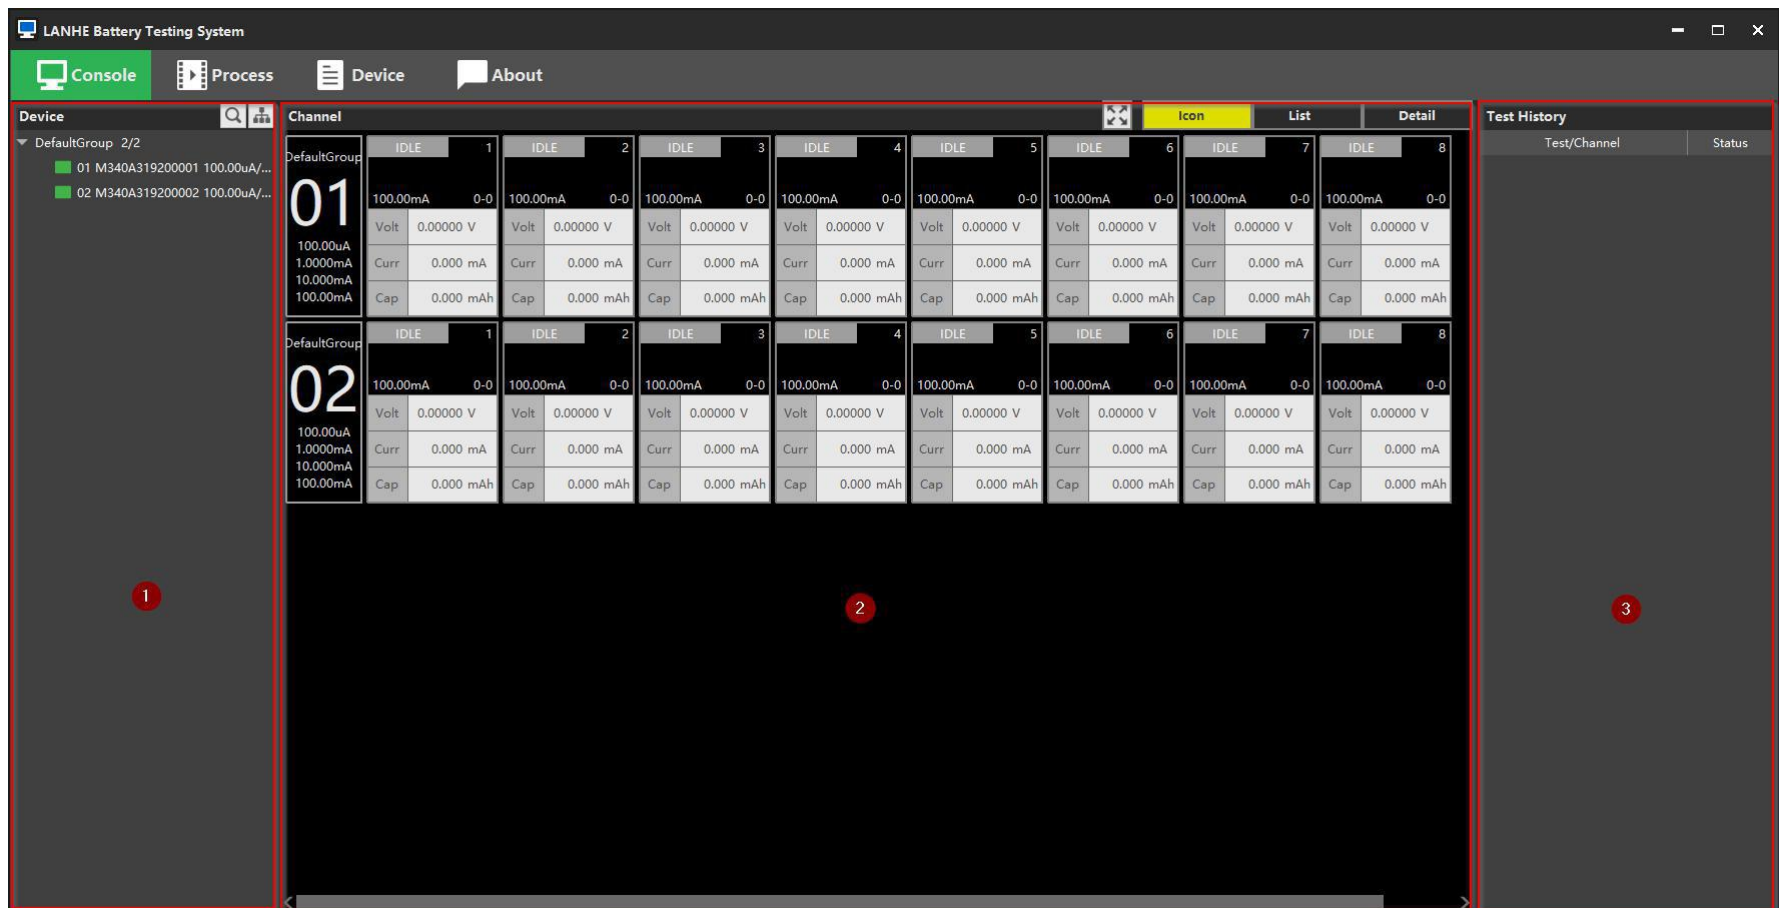 LANHE Battery Testing System
Console Process Device About
Device
DefaultGroup 2/2
01 M340A319200001 100.00uA/...
02 M340A319200002 100.00uA/...
1
Channel Icon List Detail
DefaultGroup IDLE 1 IDLE 2 IDLE 3 IDLE 4 IDLE 5 IDLE 6 IDLE 7 IDLE 8
01
100.00mA 0-0 100.00mA 0-0 100.00mA 0-0 100.00mA 0-0 100.00mA 0-0 100.00mA 0-0 100.00mA 0-0 100.00mA 0-0
Volt 0.00000 V Volt 0.00000 V Volt 0.00000 V Volt 0.00000 V Volt 0.00000 V Volt 0.00000 V Volt 0.00000 V Volt 0.00000 V
100.00uA
1.0000mA Curr 0.000 mA Curr 0.000 mA Curr 0.000 mA Curr 0.000 mA Curr 0.000 mA Curr 0.000 mA Curr 0.000 mA Curr 0.000 mA
10.000mA
100.00mA Cap 0.000 mAh Cap 0.000 mAh Cap 0.000 mAh Cap 0.000 mAh Cap 0.000 mAh Cap 0.000 mAh Cap 0.000 mAh Cap 0.000 mAh
DefaultGroup IDLE 1 IDLE 2 IDLE 3 IDLE 4 IDLE 5 IDLE 6 IDLE 7 IDLE 8
02
100.00mA 0-0 100.00mA 0-0 100.00mA 0-0 100.00mA 0-0 100.00mA 0-0 100.00mA 0-0 100.00mA 0-0 100.00mA 0-0
Volt 0.00000 V Volt 0.00000 V Volt 0.00000 V Volt 0.00000 V Volt 0.00000 V Volt 0.00000 V Volt 0.00000 V Volt 0.00000 V
100.00uA
1.0000mA Curr 0.000 mA Curr 0.000 mA Curr 0.000 mA Curr 0.000 mA Curr 0.000 mA Curr 0.000 mA Curr 0.000 mA Curr 0.000 mA
10.000mA
100.00mA Cap 0.000 mAh Cap 0.000 mAh Cap 0.000 mAh Cap 0.000 mAh Cap 0.000 mAh Cap 0.000 mAh Cap 0.000 mAh Cap 0.000 mAh
2
Test History
Test/Channel Status
3